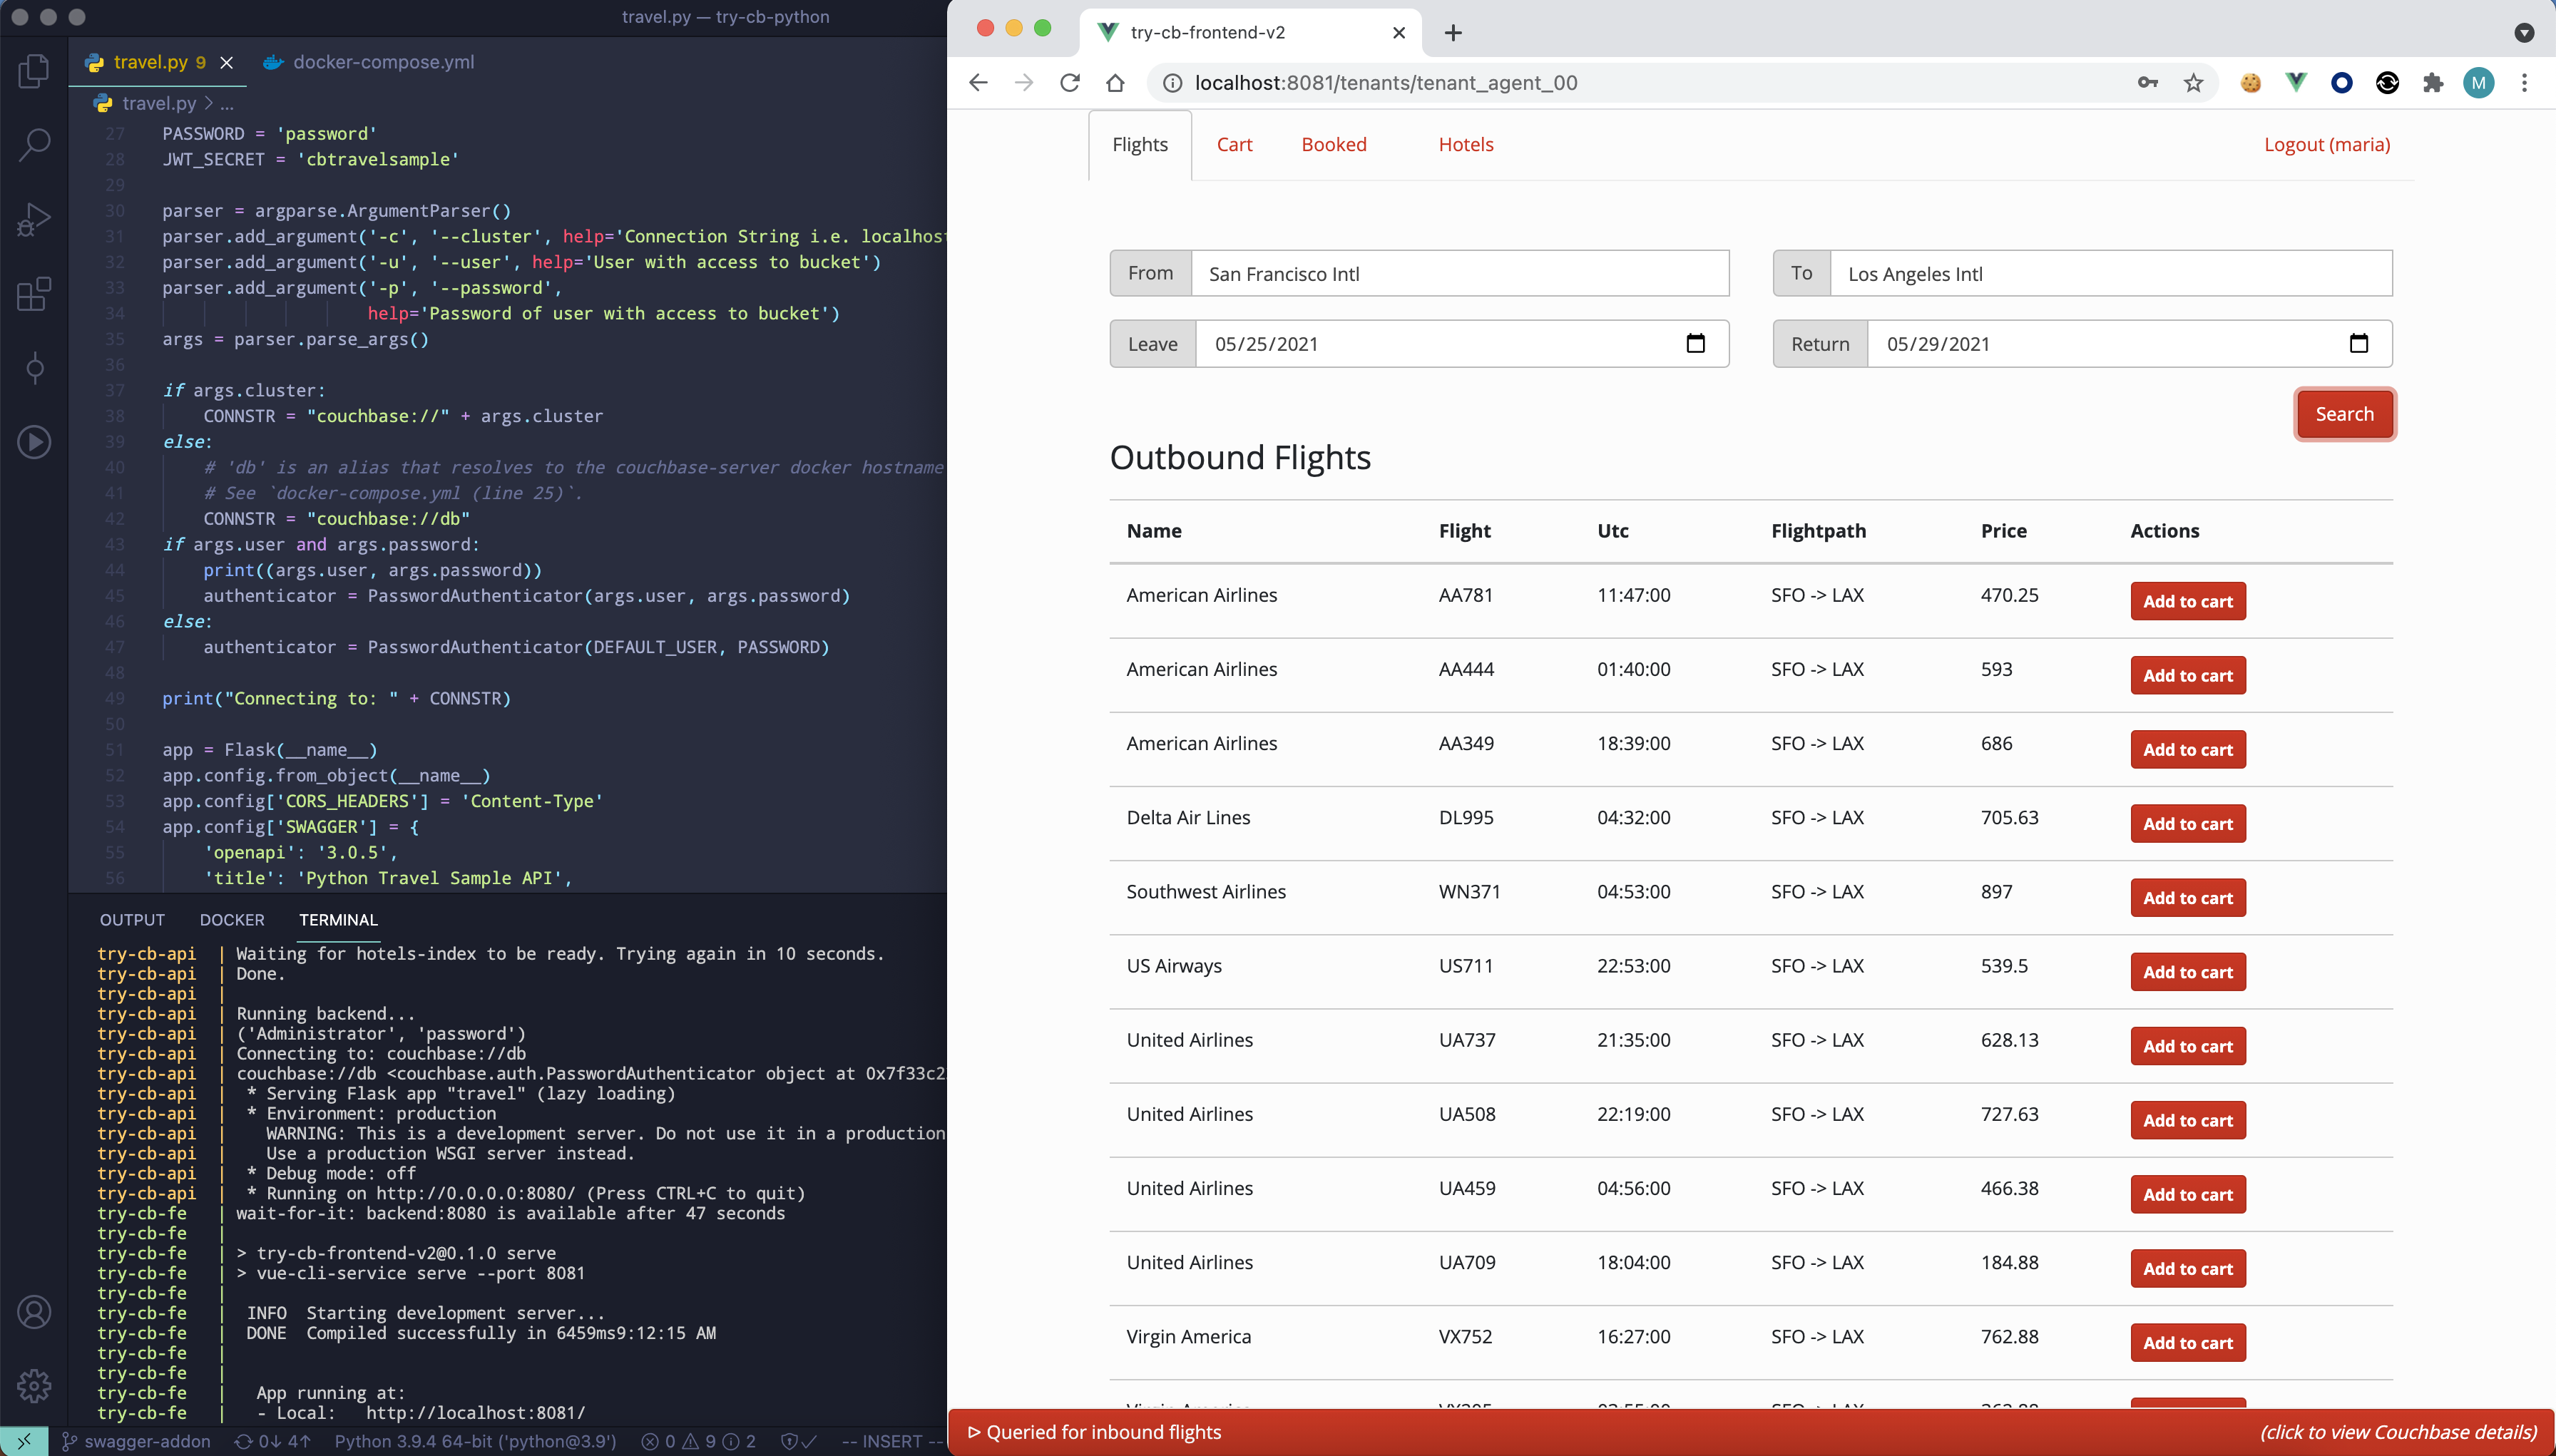 travel.py — try-cb-python
travel.py 9
docker-compose.yml
travel.py > ...
27 PASSWORD = 'password'
28 JWT_SECRET = 'cbtravelsample'
29
30 parser = argparse.ArgumentParser()
31 parser.add_argument('-c', '--cluster', help='Connection String i.e. localhos
32 parser.add_argument('-u', '--user', help='User with access to bucket')
33 parser.add_argument('-p', '--password',
34 help='Password of user with access to bucket')
35 args = parser.parse_args()
36
37 if args.cluster:
38 CONNSTR = "couchbase://" + args.cluster
39 else:
40 # 'db' is an alias that resolves to the couchbase-server docker hostname
41 # See `docker-compose.yml (line 25)`.
42 CONNSTR = "couchbase://db"
43 if args.user and args.password:
44 print((args.user, args.password))
45 authenticator = PasswordAuthenticator(args.user, args.password)
46 else:
47 authenticator = PasswordAuthenticator(DEFAULT_USER, PASSWORD)
48
49 print("Connecting to: " + CONNSTR)
50
51 app = Flask(__name__)
52 app.config.from_object(__name__)
53 app.config['CORS_HEADERS'] = 'Content-Type'
54 app.config['SWAGGER'] = {
55 'openapi': '3.0.5',
56 'title': 'Python Travel Sample API',
OUTPUT DOCKER TERMINAL
try-cb-api | Waiting for hotels-index to be ready. Trying again in 10 seconds.
try-cb-api | Done.
try-cb-api |
try-cb-api | Running backend...
try-cb-api | ('Administrator', 'password')
try-cb-api | Connecting to: couchbase://db
try-cb-api | couchbase://db <couchbase.auth.PasswordAuthenticator object at 0x7f33c2
try-cb-api | * Serving Flask app "travel" (lazy loading)
try-cb-api | * Environment: production
try-cb-api | WARNING: This is a development server. Do not use it in a production
try-cb-api | Use a production WSGI server instead.
try-cb-api | * Debug mode: off
try-cb-api | * Running on http://0.0.0.0:8080/ (Press CTRL+C to quit)
try-cb-fe | wait-for-it: backend:8080 is available after 47 seconds
try-cb-fe |
try-cb-fe | > try-cb-frontend-v2@0.1.0 serve
try-cb-fe | > vue-cli-service serve --port 8081
try-cb-fe |
try-cb-fe | INFO Starting development server...
try-cb-fe | DONE Compiled successfully in 6459ms9:12:15 AM
try-cb-fe |
try-cb-fe |
try-cb-fe | App running at:
try-cb-fe | - Local: http://localhost:8081/
swagger-addon 0↓ 4↑ Python 3.9.4 64-bit ('python@3.9') 0 9 2 -- INSERT --
try-cb-frontend-v2
localhost:8081/tenants/tenant_agent_00
M
Flights Cart Booked Hotels Logout (maria)
From San Francisco Intl To Los Angeles Intl
Leave 05/25/2021 Return 05/29/2021
Search
Outbound Flights
Name Flight Utc Flightpath Price Actions
American Airlines AA781 11:47:00 SFO -> LAX 470.25 Add to cart
American Airlines AA444 01:40:00 SFO -> LAX 593 Add to cart
American Airlines AA349 18:39:00 SFO -> LAX 686 Add to cart
Delta Air Lines DL995 04:32:00 SFO -> LAX 705.63 Add to cart
Southwest Airlines WN371 04:53:00 SFO -> LAX 897 Add to cart
US Airways US711 22:53:00 SFO -> LAX 539.5 Add to cart
United Airlines UA737 21:35:00 SFO -> LAX 628.13 Add to cart
United Airlines UA508 22:19:00 SFO -> LAX 727.63 Add to cart
United Airlines UA459 04:56:00 SFO -> LAX 466.38 Add to cart
United Airlines UA709 18:04:00 SFO -> LAX 184.88 Add to cart
Virgin America VX752 16:27:00 SFO -> LAX 762.88 Add to cart
Queried for inbound flights (click to view Couchbase details)